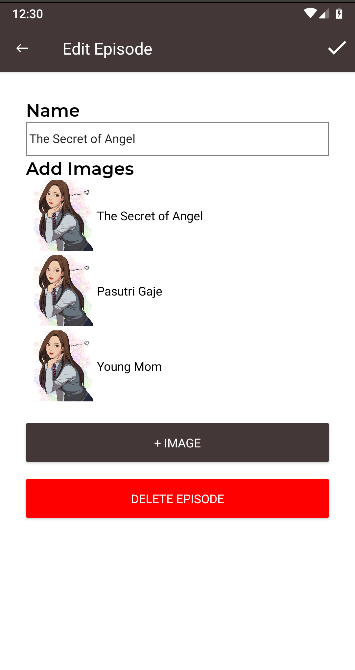 12:30
Edit Episode
Name
The Secret of Angel
Add Images
The Secret of Angel
Pasutri Gaje
Young Mom
+ IMAGE
DELETE EPISODE